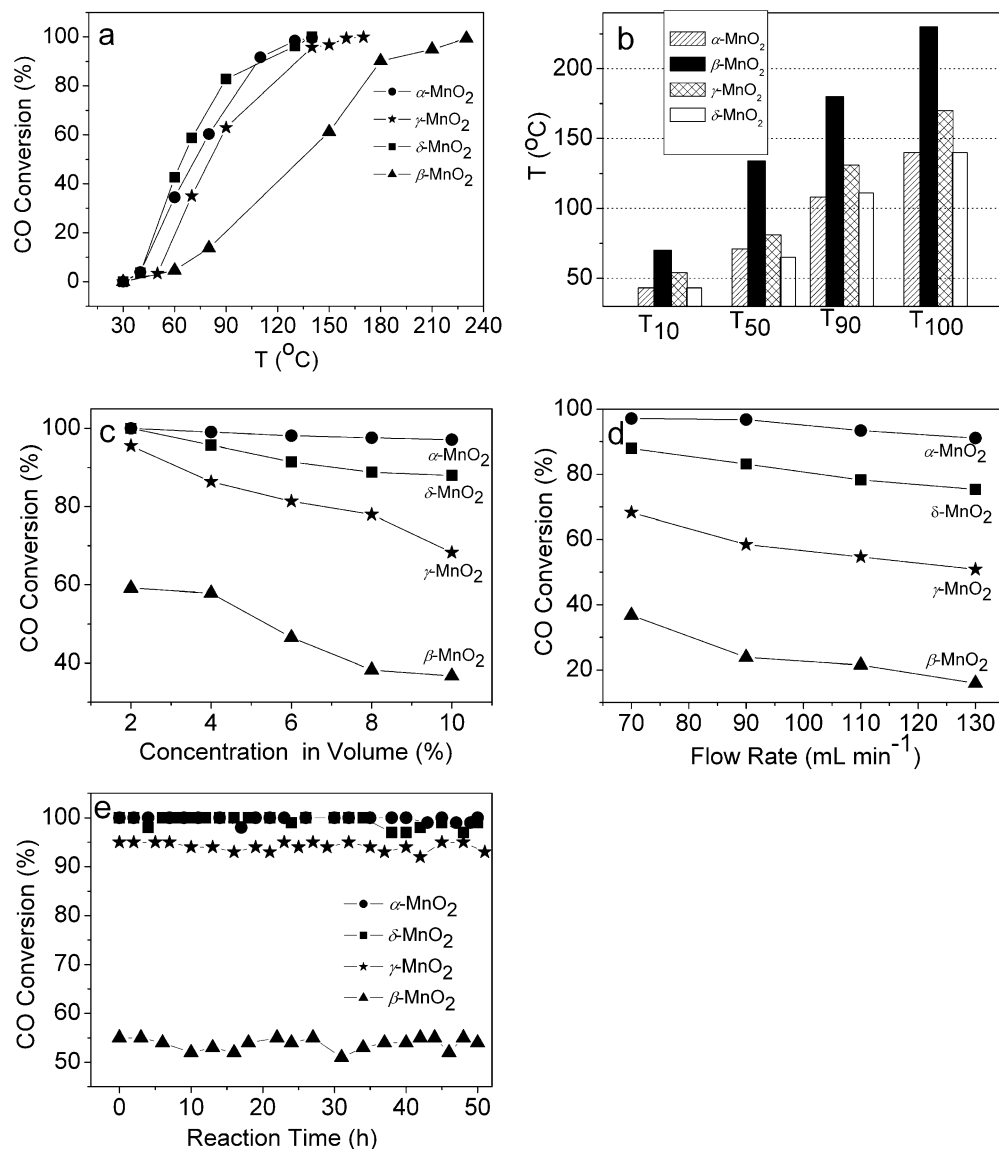 a
100
80
60
40
20
0
CO Conversion (%)
30 60 90 120 150 180 210 240
T (°C)
α-MnO2
γ-MnO2
δ-MnO2
β-MnO2
b
α-MnO2
β-MnO2
γ-MnO2
δ-MnO2
200
150
100
50
T (°C)
T10 T50 T90 T100
c
100
80
60
40
CO Conversion (%)
α-MnO2
δ-MnO2
γ-MnO2
β-MnO2
2 4 6 8 10
Concentration in Volume (%)
d
100
80
60
40
20
CO Conversion (%)
α-MnO2
δ-MnO2
γ-MnO2
β-MnO2
70 80 90 100 110 120 130
Flow Rate (mL min-1)
e
100
90
80
70
60
50
CO Conversion (%)
α-MnO2
δ-MnO2
γ-MnO2
β-MnO2
0 10 20 30 40 50
Reaction Time (h)